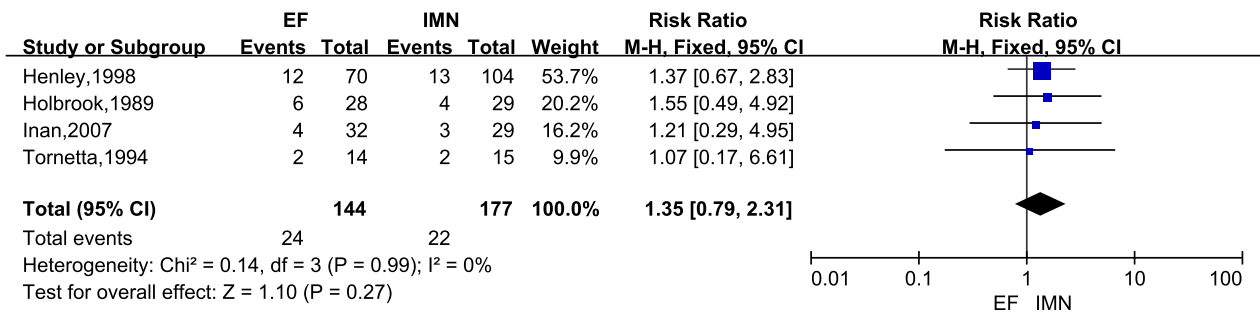 EF IMN Risk Ratio Risk Ratio
Study or Subgroup Events Total Events Total Weight M-H, Fixed, 95% CI M-H, Fixed, 95% CI
Henley,1998 12 70 13 104 53.7% 1.37 [0.67, 2.83]
Holbrook,1989 6 28 4 29 20.2% 1.55 [0.49, 4.92]
Inan,2007 4 32 3 29 16.2% 1.21 [0.29, 4.95]
Tornetta,1994 2 14 2 15 9.9% 1.07 [0.17, 6.61]
Total (95% CI) 144 177 100.0% 1.35 [0.79, 2.31]
Total events 24 22
Heterogeneity: Chi² = 0.14, df = 3 (P = 0.99); I² = 0%
Test for overall effect: Z = 1.10 (P = 0.27)
0.01 0.1 1 10 100
EF IMN